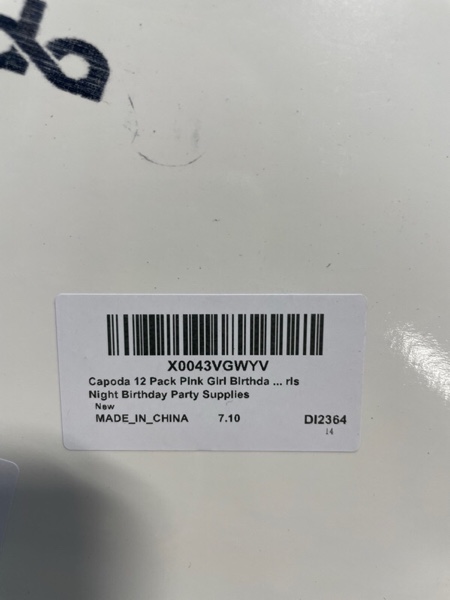 X0043VGWYV
Capoda 12 Pack Pink Girl Birthda ... rls
Night Birthday Party Supplies
New
MADE_IN_CHINA 7.10 DI2364
14